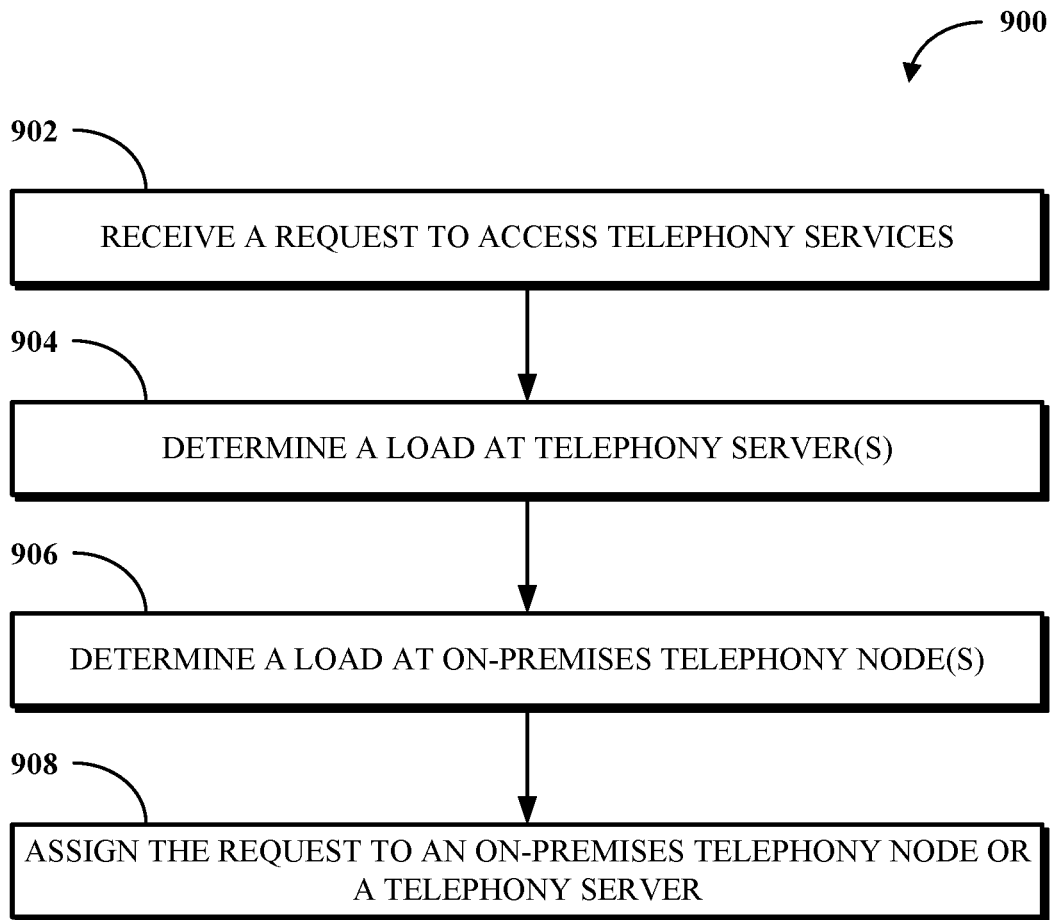 900
902
RECEIVE A REQUEST TO ACCESS TELEPHONY SERVICES
904
DETERMINE A LOAD AT TELEPHONY SERVER(S)
906
DETERMINE A LOAD AT ON-PREMISES TELEPHONY NODE(S)
908
ASSIGN THE REQUEST TO AN ON-PREMISES TELEPHONY NODE OR
A TELEPHONY SERVER